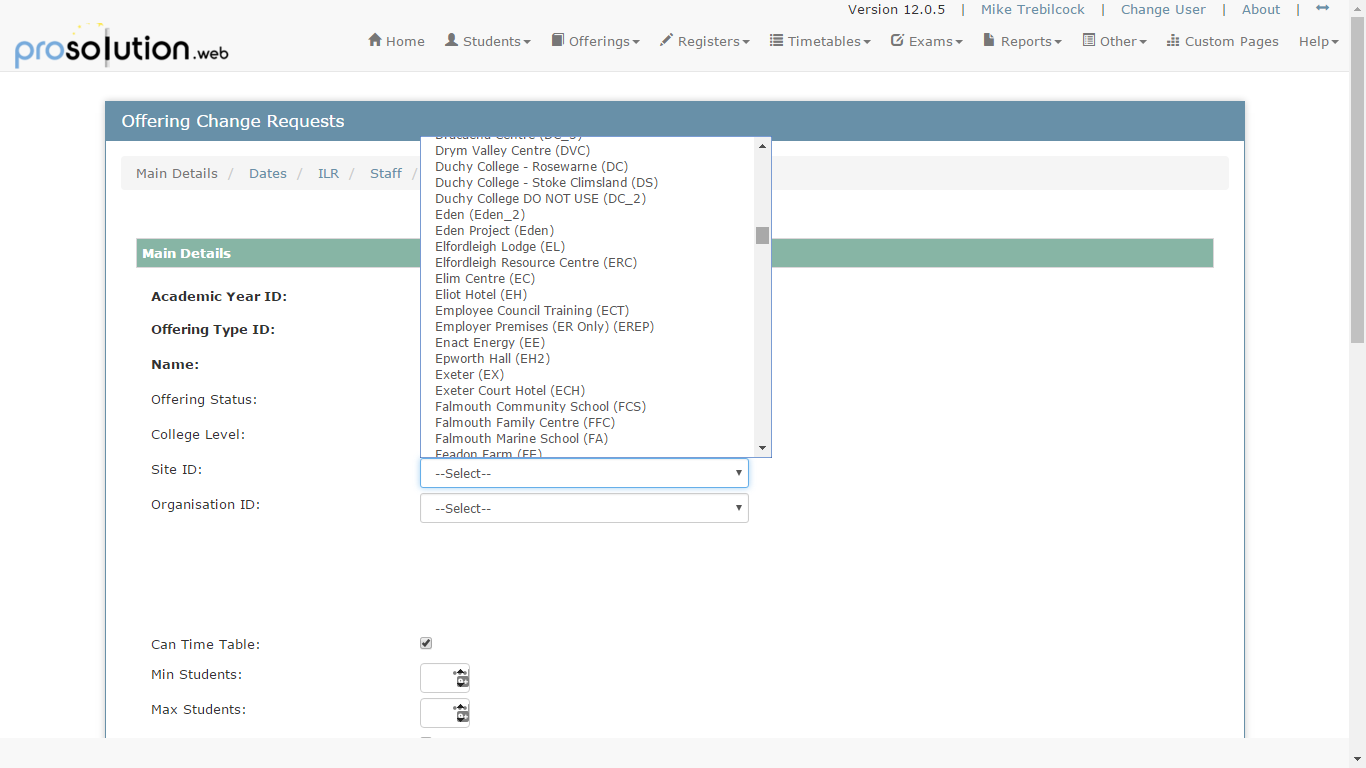 Version 12.0.5 | Mike Trebilcock | Change User | About |
prosolution.web
Home Students Offerings Registers Timetables Exams Reports Other Custom Pages Help
Offering Change Requests
Main Details / Dates / ILR / Staff /
Drym Valley Centre (DVC)
Duchy College - Rosewarne (DC)
Duchy College - Stoke Climsland (DS)
Duchy College DO NOT USE (DC_2)
Eden (Eden_2)
Eden Project (Eden)
Elfordleigh Lodge (EL)
Elfordleigh Resource Centre (ERC)
Elim Centre (EC)
Eliot Hotel (EH)
Employee Council Training (ECT)
Employer Premises (ER Only) (EREP)
Enact Energy (EE)
Epworth Hall (EH2)
Exeter (EX)
Exeter Court Hotel (ECH)
Falmouth Community School (FCS)
Falmouth Family Centre (FFC)
Falmouth Marine School (FA)
Main Details
Academic Year ID:
Offering Type ID:
Name:
Offering Status:
College Level:
Site ID: --Select--
Organisation ID: --Select--
Can Time Table:
Min Students:
Max Students: